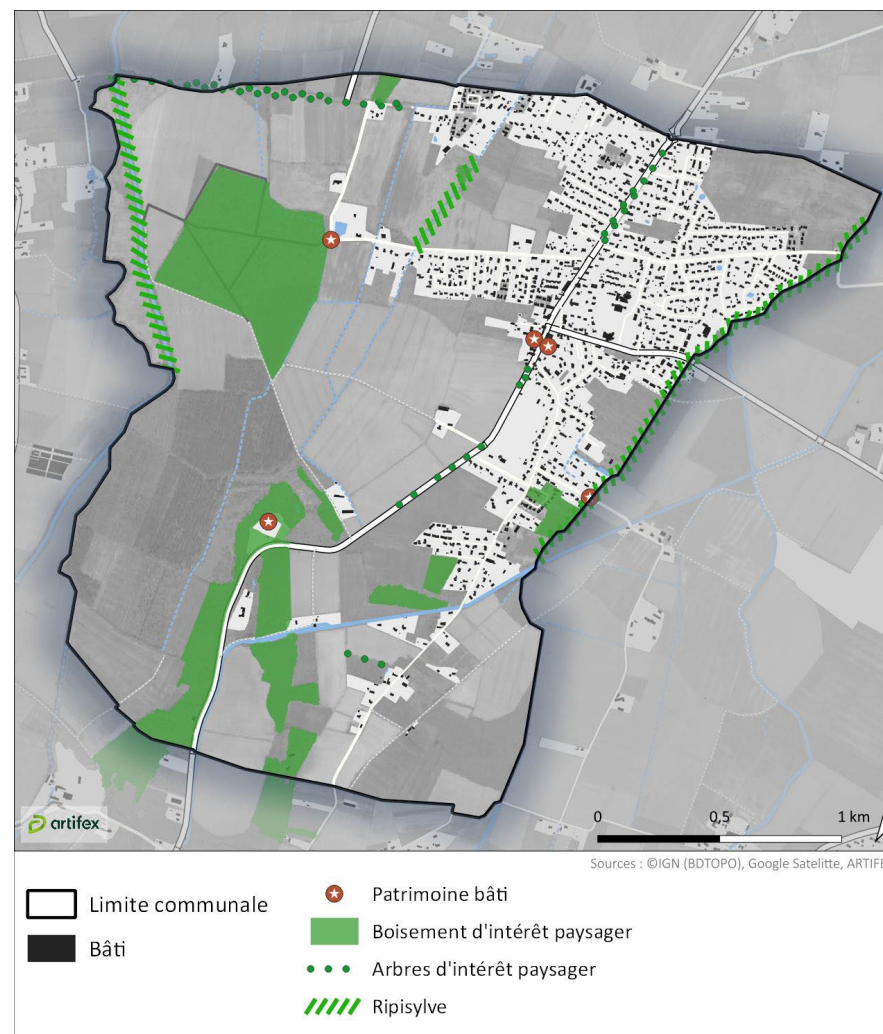 artifex
0 0,5 1 km
Sources : ©IGN (BDTOPO), Google Satelitte, ARTIFE
Limite communale
Bâti
Patrimoine bâti
Boisement d'intérêt paysager
Arbres d'intérêt paysager
Ripisylve